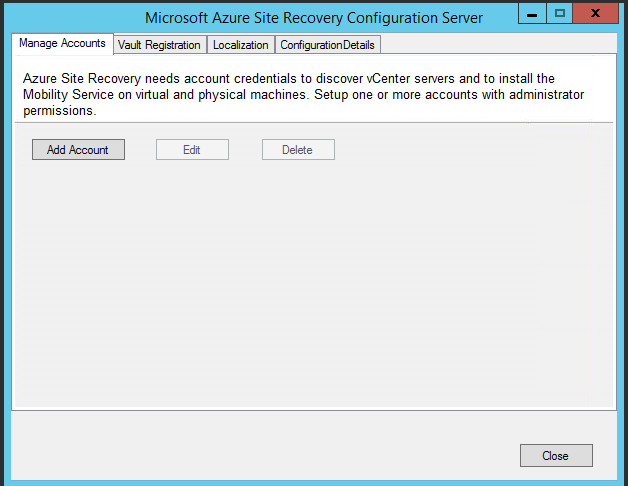 Microsoft Azure Site Recovery Configuration Server
Manage Accounts Vault Registration Localization ConfigurationDetails
Azure Site Recovery needs account credentials to discover vCenter servers and to install the
Mobility Service on virtual and physical machines. Setup one or more accounts with administrator
permissions.
Add Account Edit Delete
Close